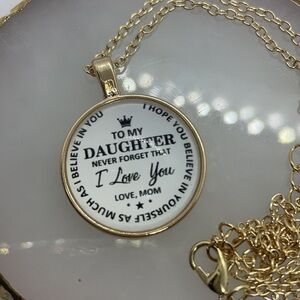 I HOPE YOU BELIEVE IN YOURSELF AS MUCH AS I BELIEVE IN YOU
TO MY
DAUGHTER
NEVER FORGET THAT
I Love You
LOVE, MOM